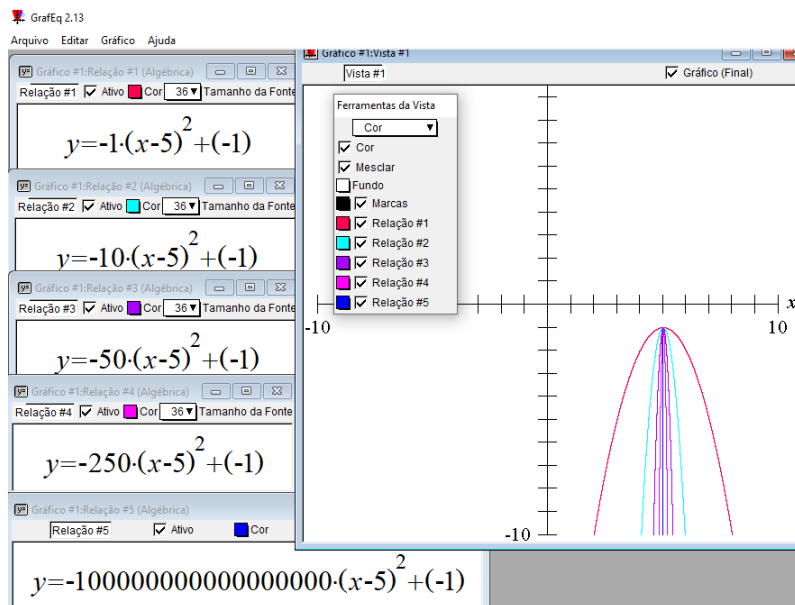 GrafEq 2.13
Arquivo Editar Gráfico Ajuda
Gráfico #1:Relação #1 (Algébrica)
Relação #1 Ativo Cor 36 Tamanho da Fonte
y=-1·(x-5)²+(-1)
Gráfico #1:Relação #2 (Algébrica)
Relação #2 Ativo Cor 36 Tamanho da Fonte
y=-10·(x-5)²+(-1)
Gráfico #1:Relação #3 (Algébrica)
Relação #3 Ativo Cor 36 Tamanho da Fonte
y=-50·(x-5)²+(-1)
Gráfico #1:Relação #4 (Algébrica)
Relação #4 Ativo Cor 36 Tamanho da Fonte
y=-250·(x-5)²+(-1)
Gráfico #1:Relação #5 (Algébrica)
Relação #5 Ativo Cor
y=-100000000000000000·(x-5)²+(-1)
Gráfico #1:Vista #1
Vista #1 Gráfico (Final)
Ferramentas da Vista
Cor
Cor
Mesclar
Fundo
Marcas
Relação #1
Relação #2
Relação #3
Relação #4
Relação #5
x
-10 10
-10